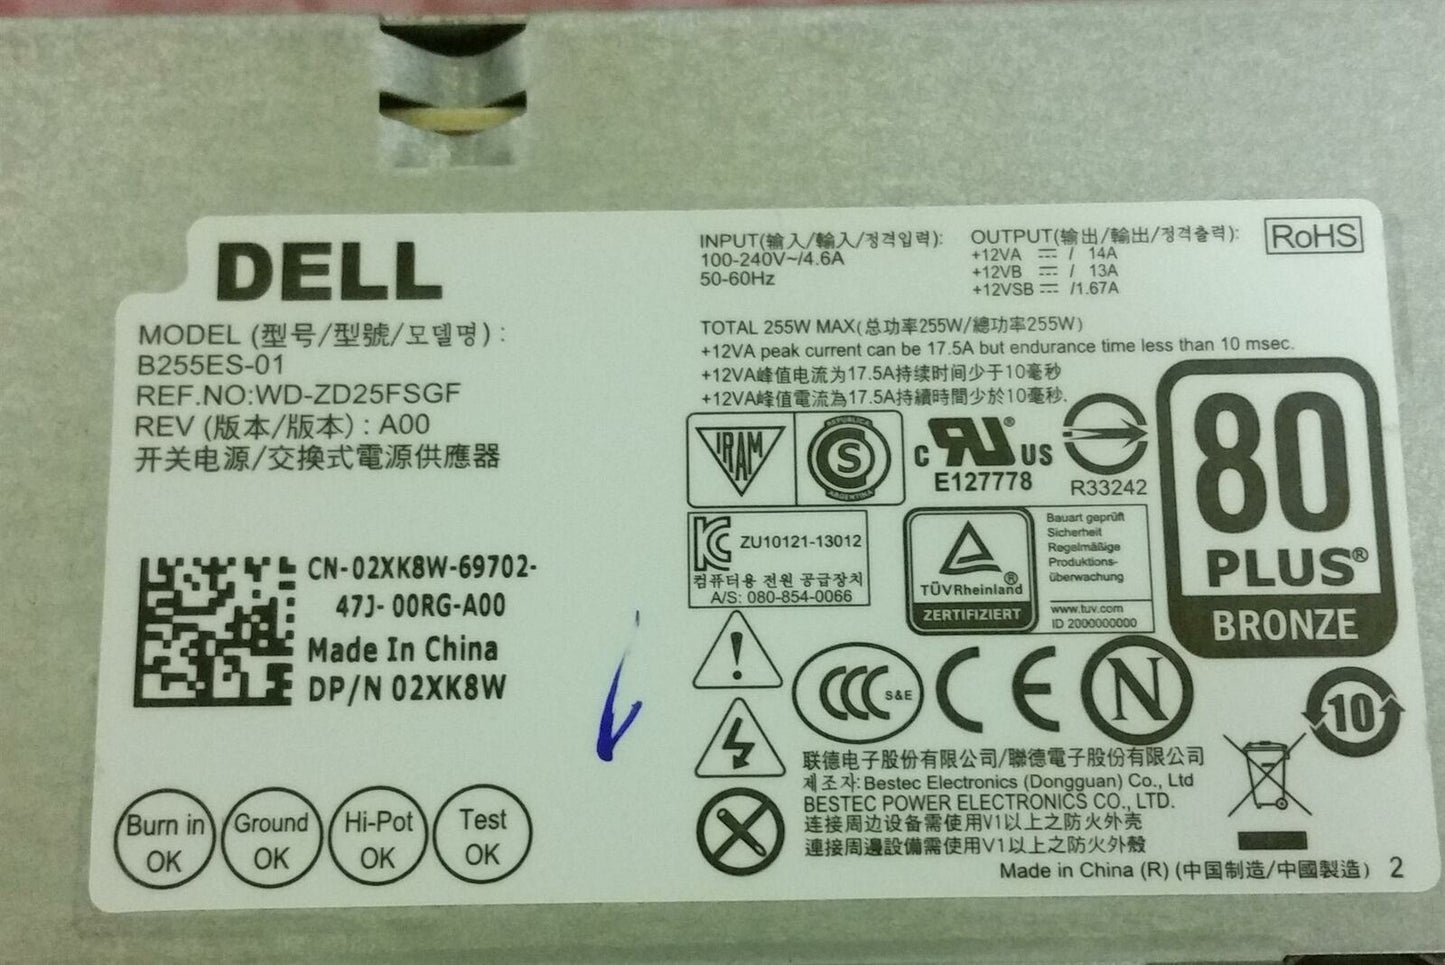 DELL
MODEL (型号/型號/모델명) :
B255ES-01
REF.NO:WD-ZD25FSGF
REV (版本/版本) : A00
开关电源/交換式電源供應器
CN-02XK8W-69702-
47J-00RG-A00
Made In China
DP/N 02XK8W
Burn in OK
Ground OK
Hi-Pot OK
Test OK
INPUT(输入/輸入/정격입력):
100-240V~/4.6A
50-60Hz
OUTPUT(输出/輸出/정격출력):
+12VA ⎓ / 14A
+12VB ⎓ / 13A
+12VSB ⎓ /1.67A
RoHS
TOTAL 255W MAX(总功率255W/總功率255W)
+12VA peak current can be 17.5A but endurance time less than 10 msec.
+12VA峰值电流为17.5A持续时间少于10毫秒
+12VA峰值電流為17.5A持續時間少於10毫秒.
IRAM
REPUBLICA
S
ARGENTINA
C RU® US
E127778
R33242
80
PLUS®
BRONZE
KC ZU10121-13012
컴퓨터용 전원 공급장치
A/S: 080-854-0066
TÜVRheinland®
ZERTIFIZIERT
Bauart geprüft
Sicherheit
Regelmäßige
Produktions-
überwachung
www.tuv.com
ID 2000000000
!
CCC S&E
CE
N
10
联德电子股份有限公司/聯德電子股份有限公司
제조자: Bestec Electronics (Dongguan) Co., Ltd
BESTEC POWER ELECTRONICS CO., LTD.
连接周边设备需使用V1以上之防火外壳
連接周邊設備需使用V1以上之防火外殼
Made in China (R) (中国制造/中國製造) 2